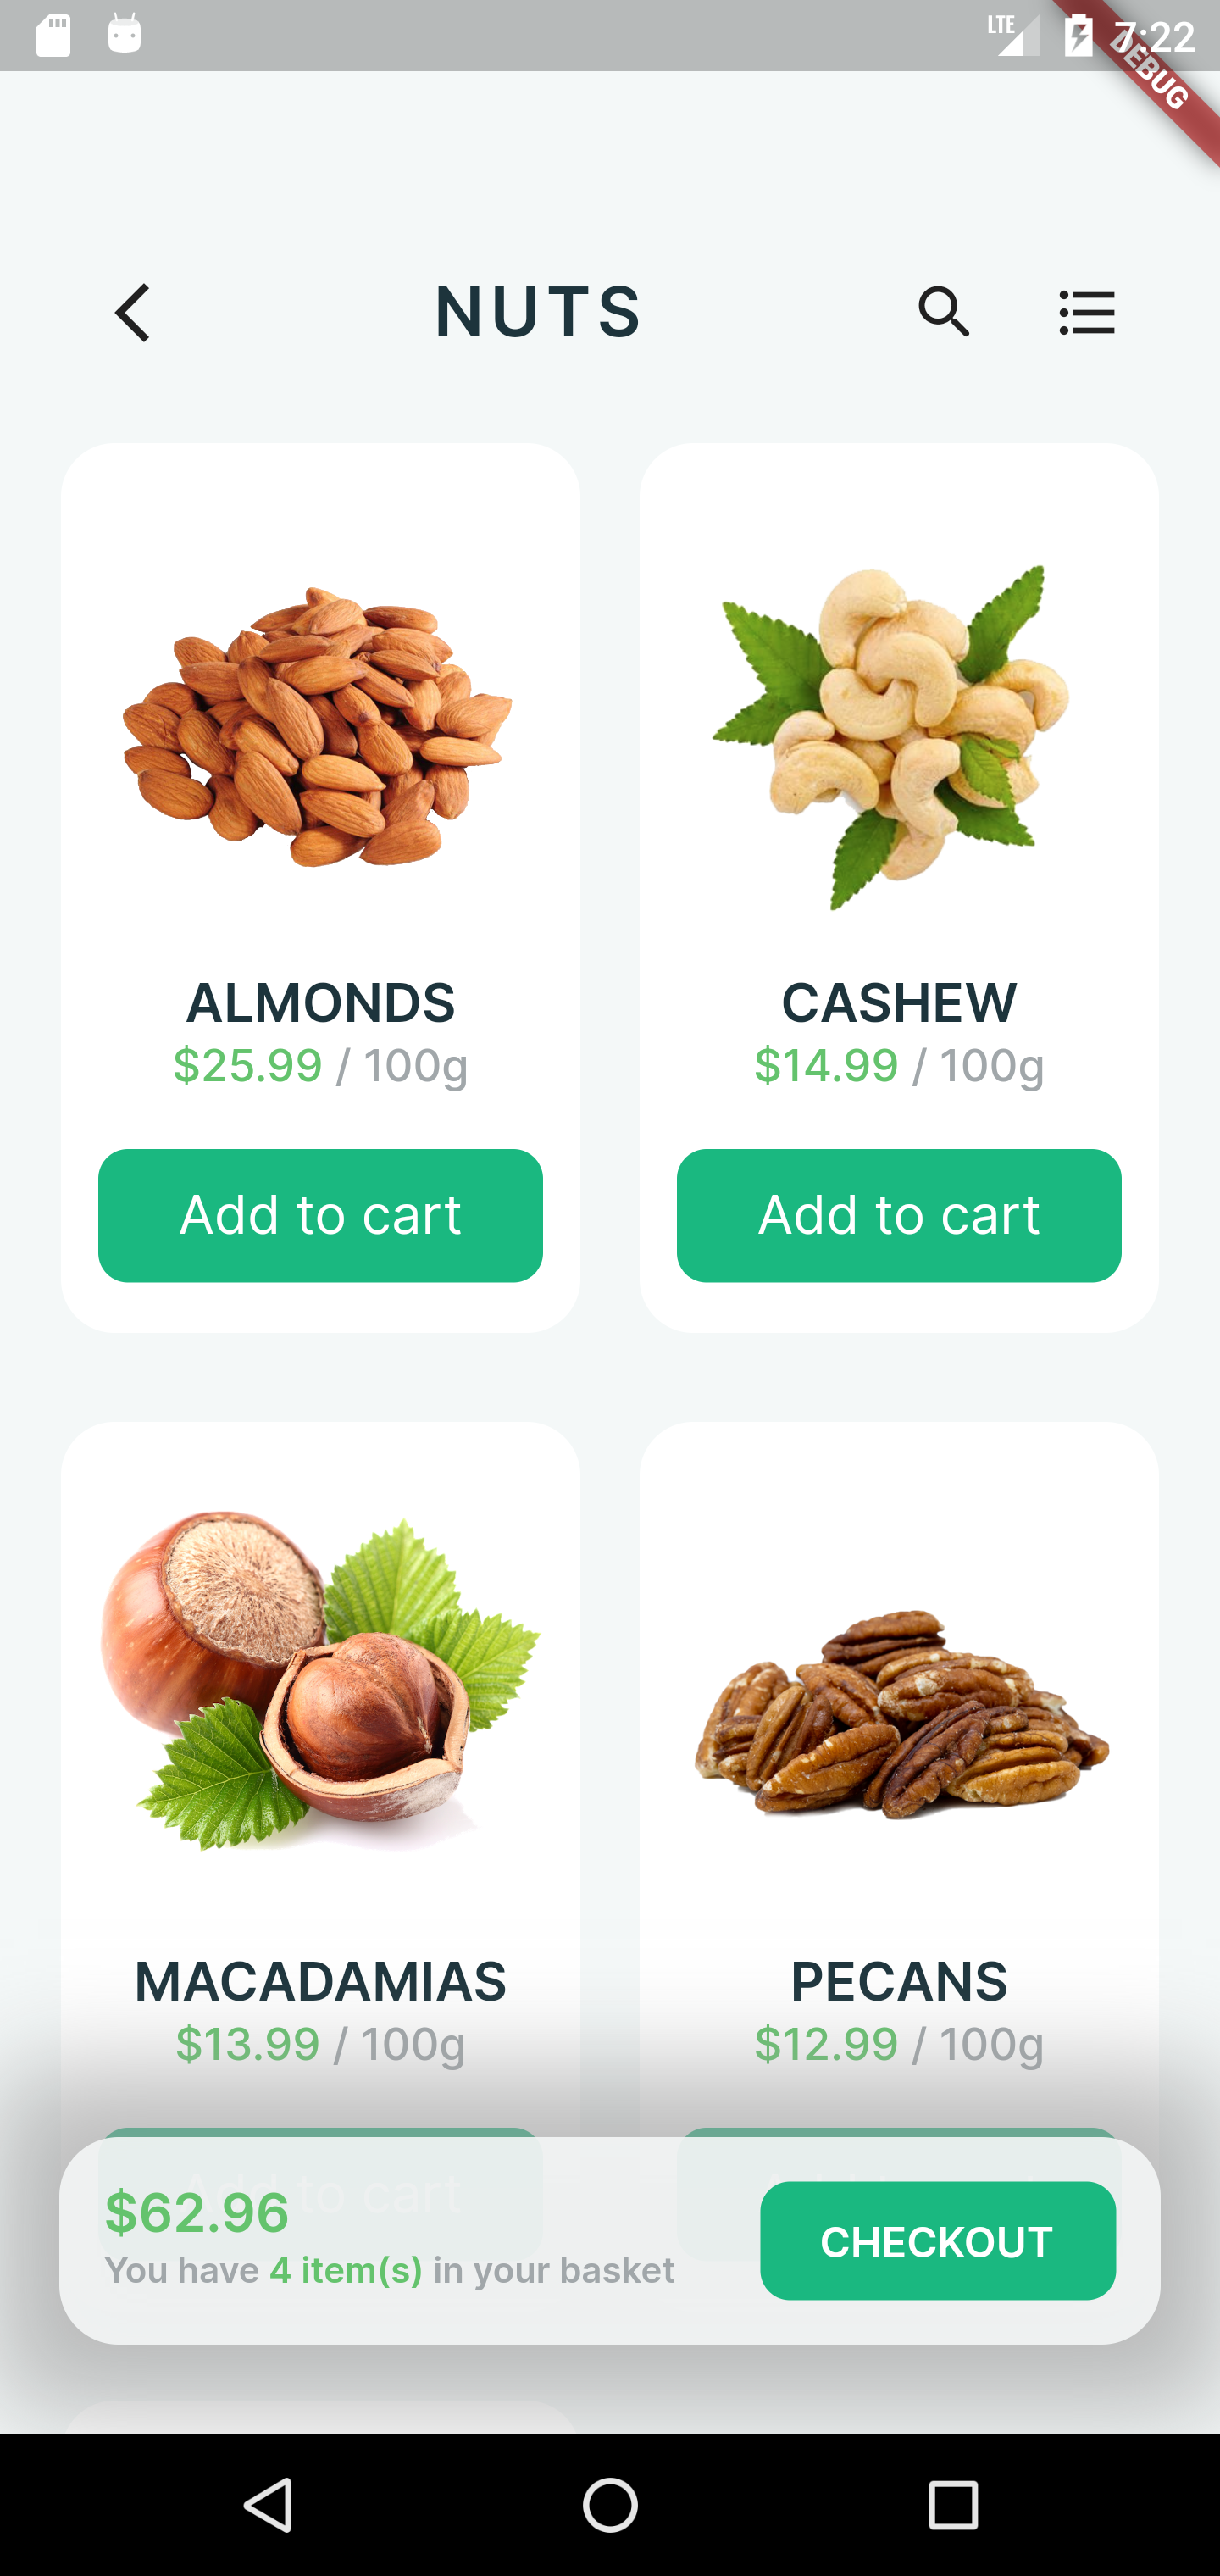 LTE 7:22
DEBUG
NUTS
ALMONDS
$25.99 / 100g
Add to cart
CASHEW
$14.99 / 100g
Add to cart
MACADAMIAS
$13.99 / 100g
Add to cart
PECANS
$12.99 / 100g
$62.96
You have 4 item(s) in your basket
CHECKOUT